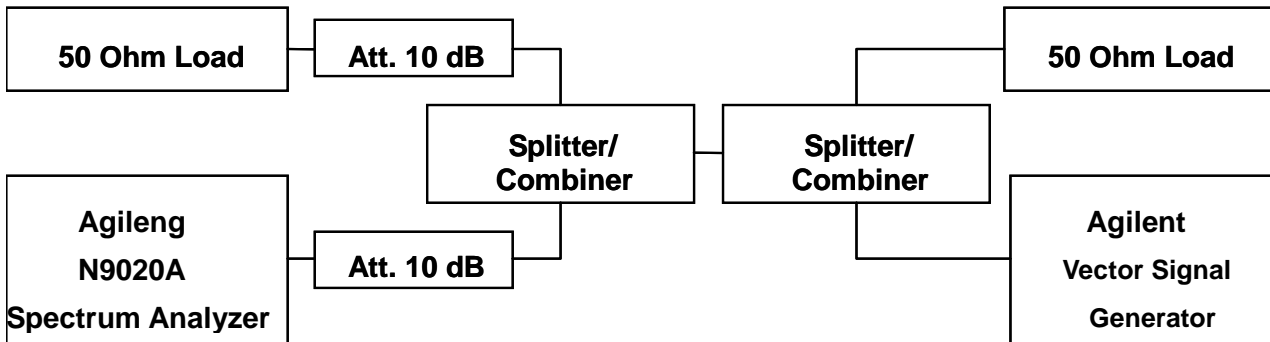 50 Ohm Load
Att. 10 dB
50 Ohm Load
Splitter/
Combiner
Splitter/
Combiner
Agileng
N9020A
Spectrum Analyzer
Att. 10 dB
Agilent
Vector Signal
Generator